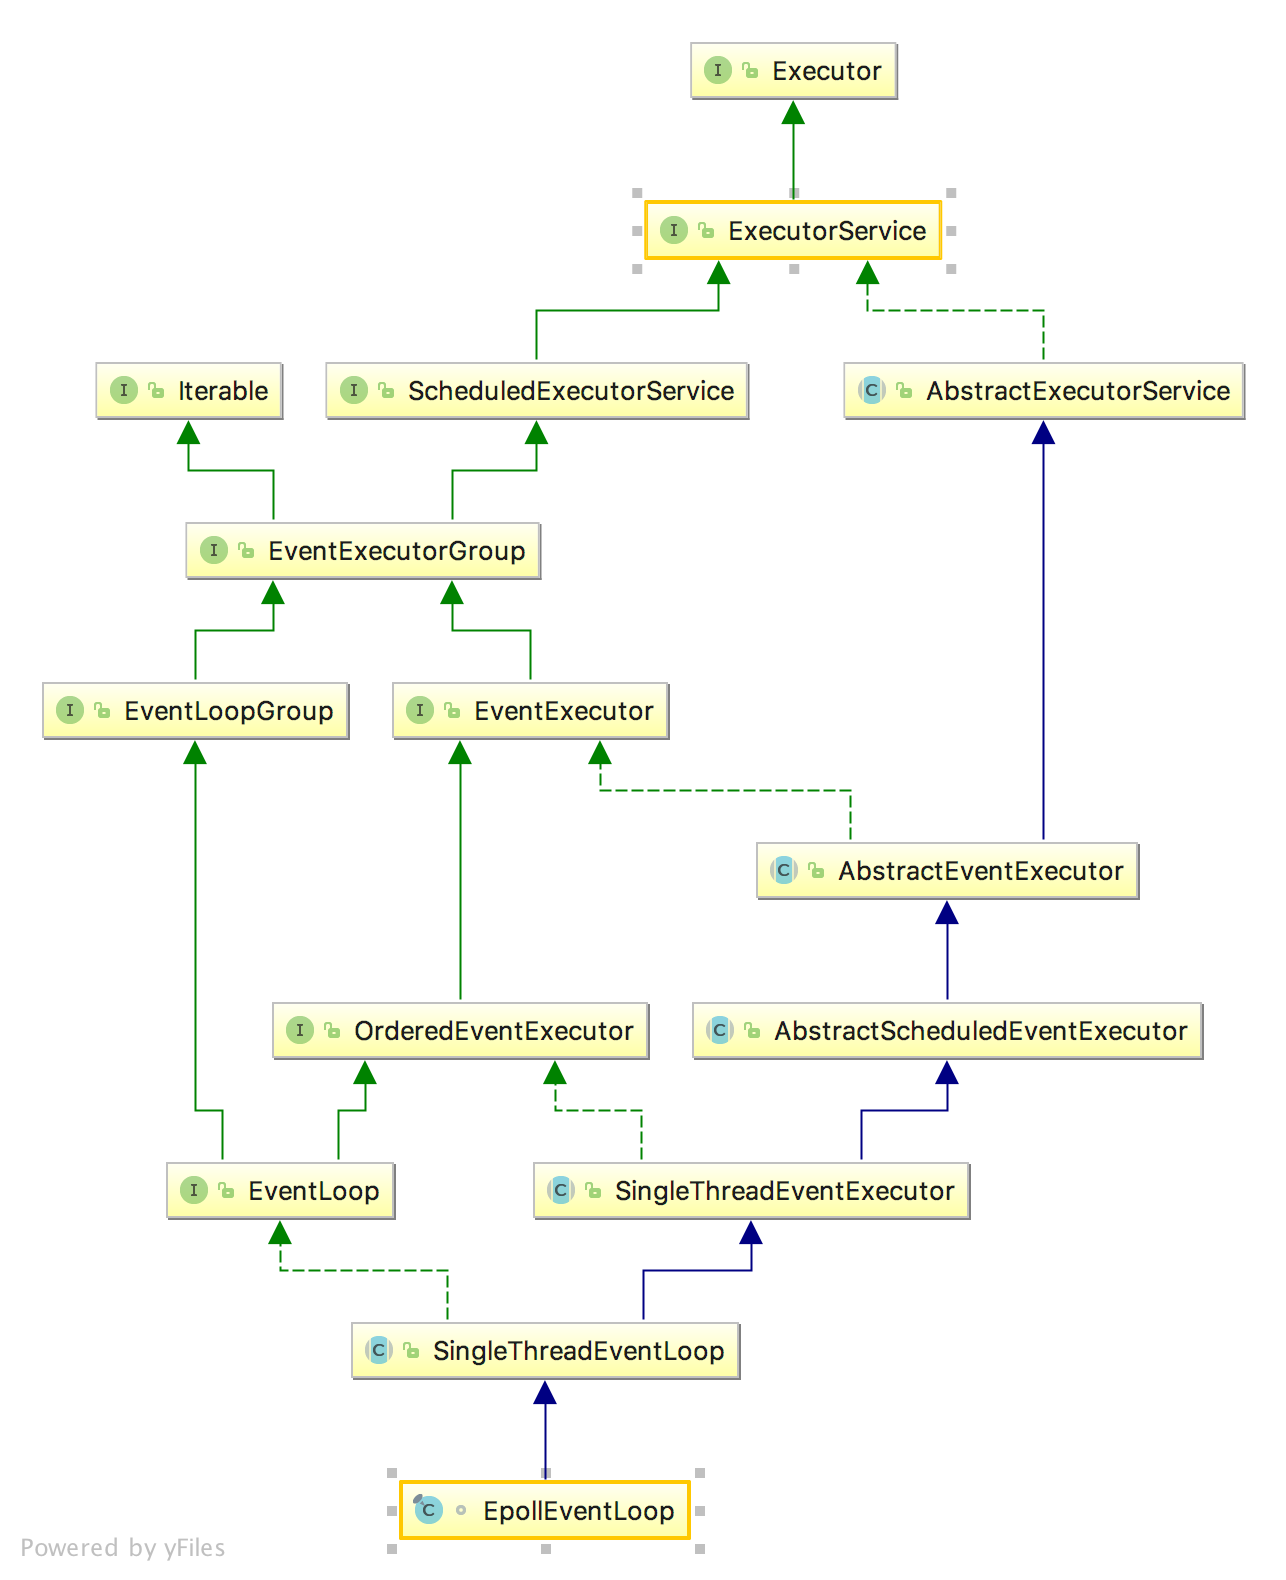 I Executor
I ExecutorService
I Iterable
I ScheduledExecutorService
C AbstractExecutorService
I EventExecutorGroup
I EventLoopGroup
I EventExecutor
C AbstractEventExecutor
I OrderedEventExecutor
C AbstractScheduledEventExecutor
I EventLoop
C SingleThreadEventExecutor
C SingleThreadEventLoop
C EpollEventLoop
Powered by yFiles